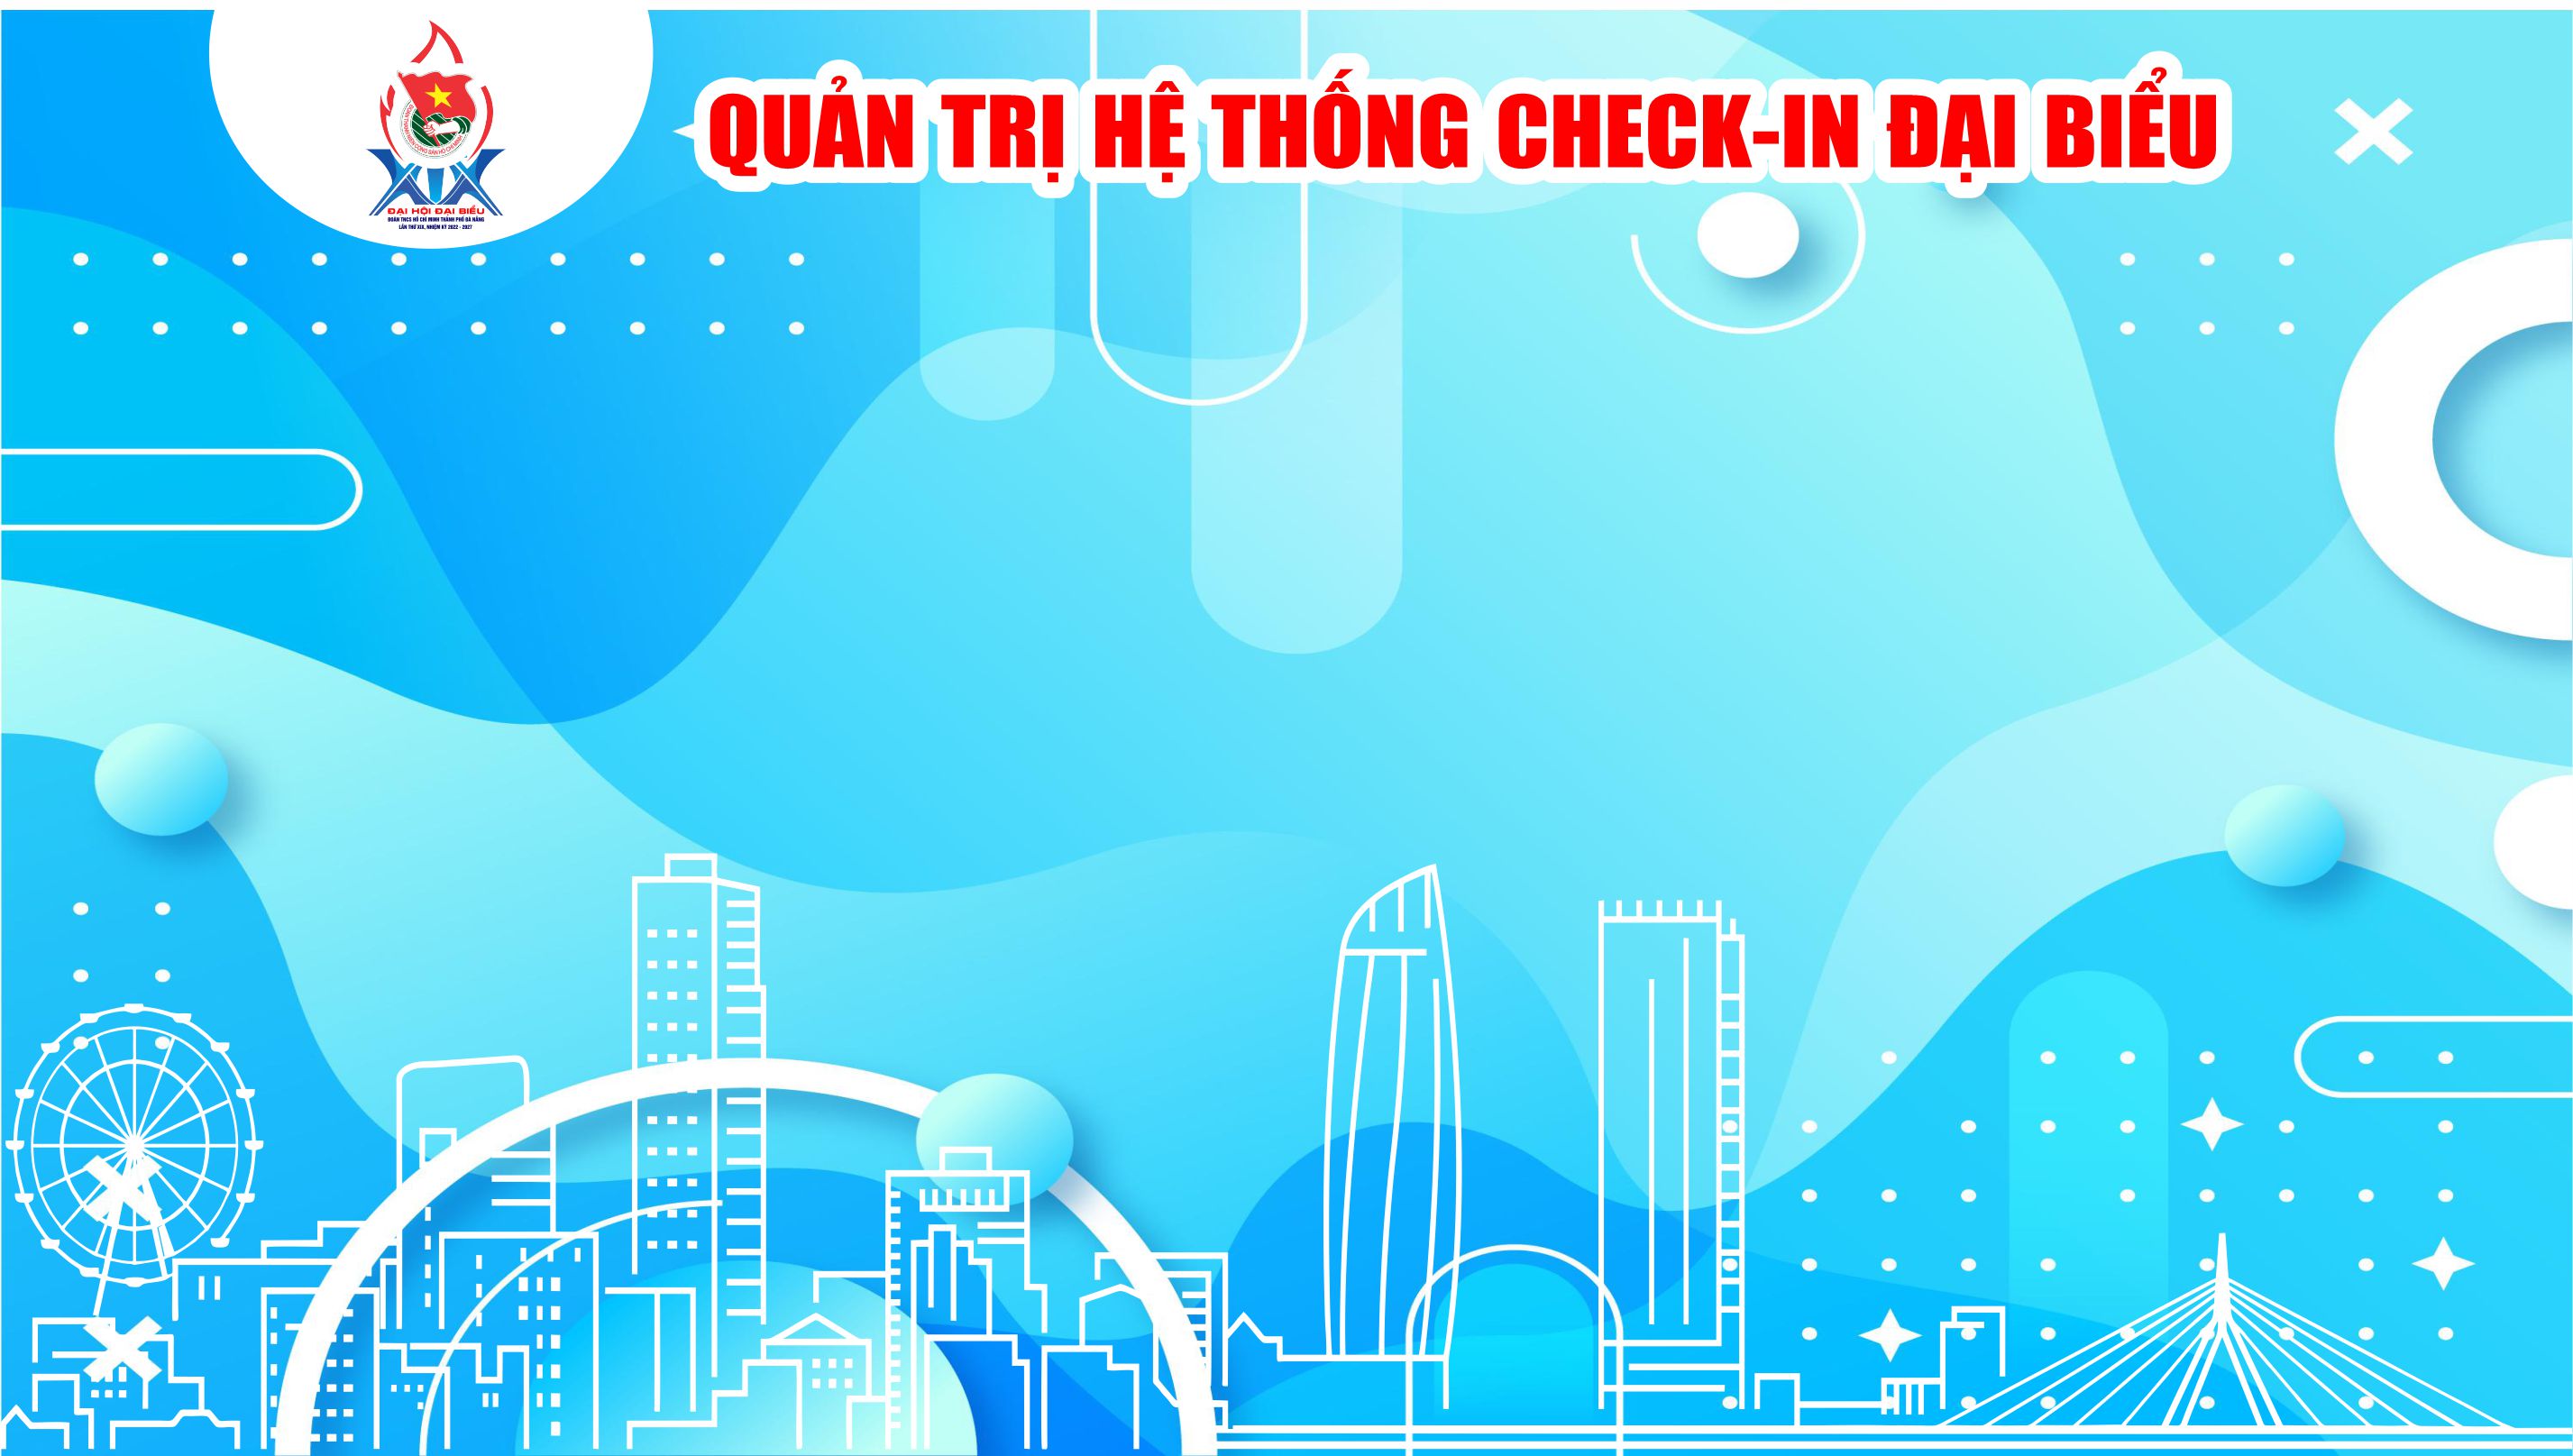 QUẢN TRỊ HỆ THỐNG CHECK-IN ĐẠI BIỂU
ĐẠI HỘI ĐẠI BIỂU
ĐOÀN TNCS HỒ CHÍ MINH THÀNH PHỐ ĐÀ NẴNG
LẦN THỨ XIX, NHIỆM KỲ 2022 - 2027